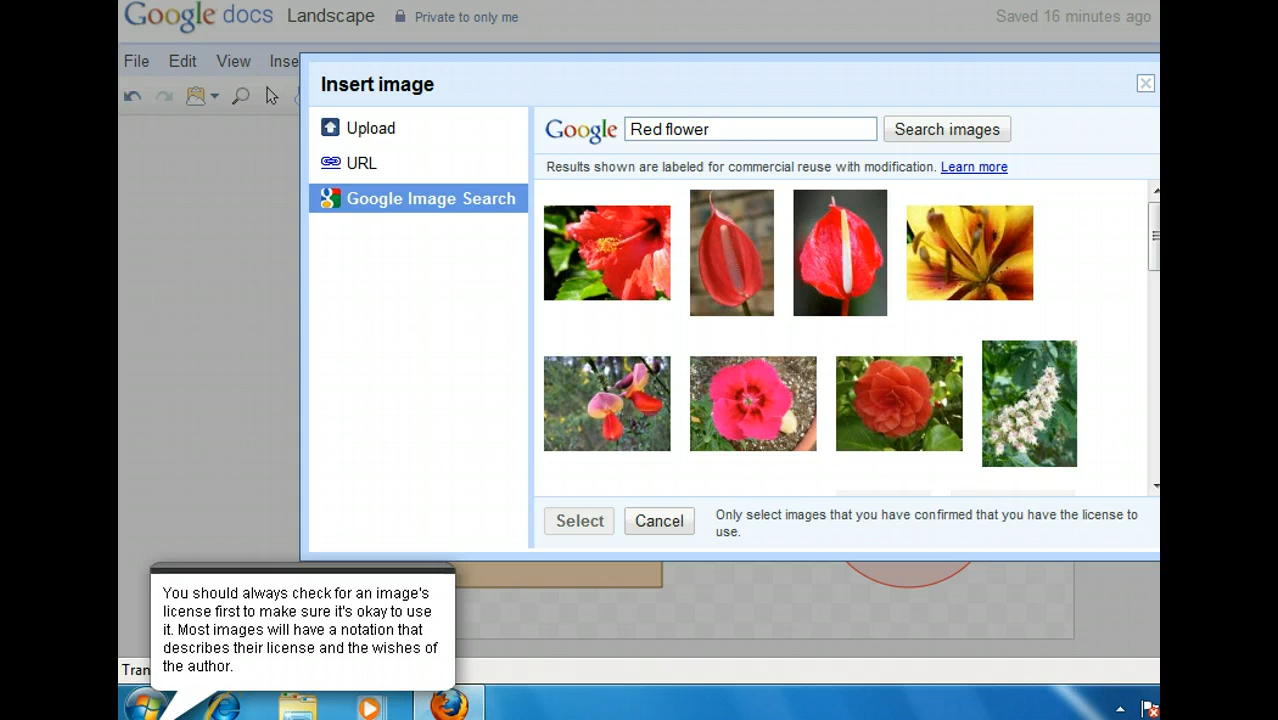 Google docs Landscape Private to only me Saved 16 minutes ago
File Edit View Inse
Insert image
Upload
URL
Google Image Search
Google Red flower Search images
Results shown are labeled for commercial reuse with modification. Learn more
Select Cancel
Only select images that you have confirmed that you have the license to
use.
You should always check for an image's
license first to make sure it's okay to use
it. Most images will have a notation that
describes their license and the wishes of
the author.
Tran